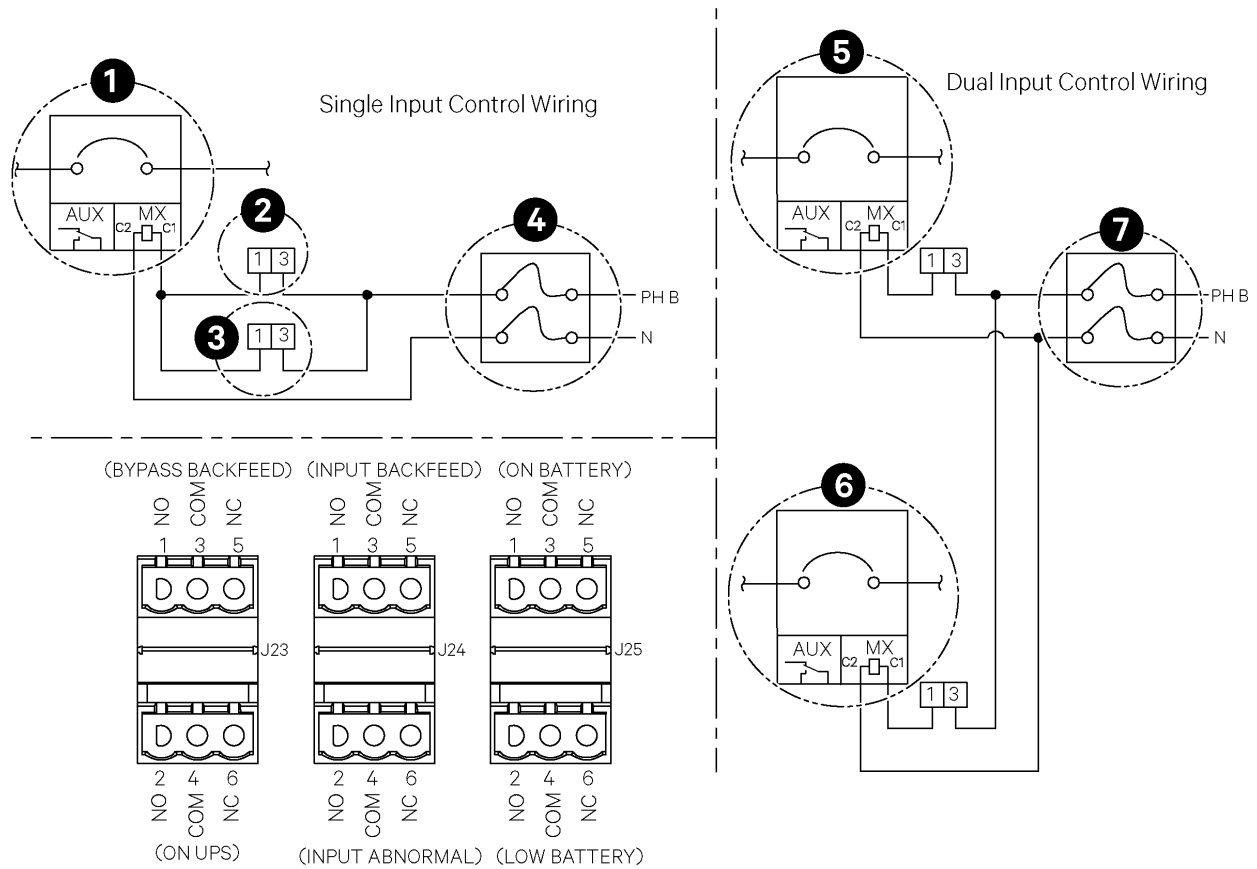 1
Single Input Control Wiring
AUX
MX
C2
C1
2
1 3
3
1 3
4
PH B
N
5
Dual Input Control Wiring
AUX
MX
C2
C1
1 3
7
PH B
N
6
AUX
MX
C2
C1
1 3
(BYPASS BACKFEED) (INPUT BACKFEED) (ON BATTERY)
NO COM NC NO COM NC NO COM NC
1 3 5 1 3 5 1 3 5
J23 J24 J25
2 4 6 2 4 6 2 4 6
NO COM NC NO COM NC NO COM NC
(ON UPS) (INPUT ABNORMAL) (LOW BATTERY)